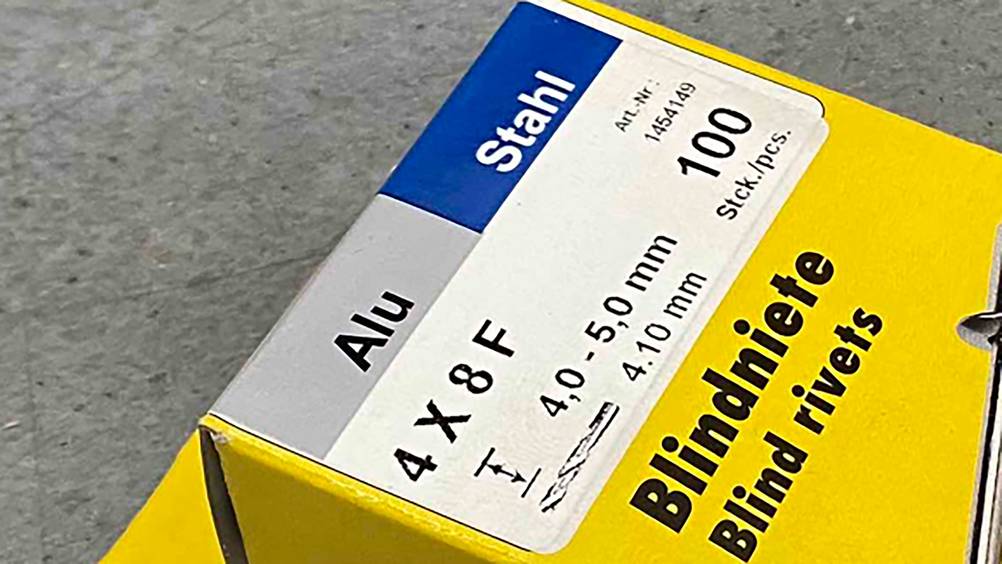 Alu Stahl
4 X 8 F
Art.-Nr :
1454149
4,0 - 5,0 mm
100
4.10 mm
Stck./pcs.
Blindniete
Blind rivets